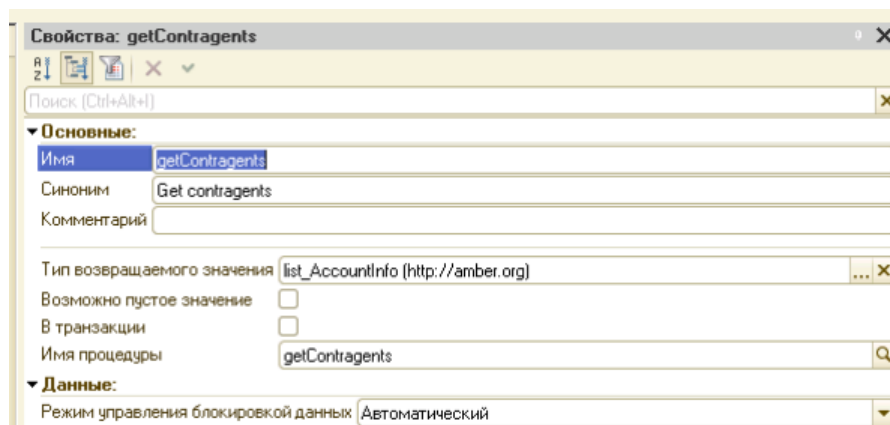 Свойства: getContragents
Поиск (Ctrl+Alt+I)
Основные:
Имя getContragents
Синоним Get contragents
Комментарий
Тип возвращаемого значения list_AccountInfo (http://amber.org) ...
Возможно пустое значение
В транзакции
Имя процедуры getContragents
Данные:
Режим управления блокировкой данных Автоматический